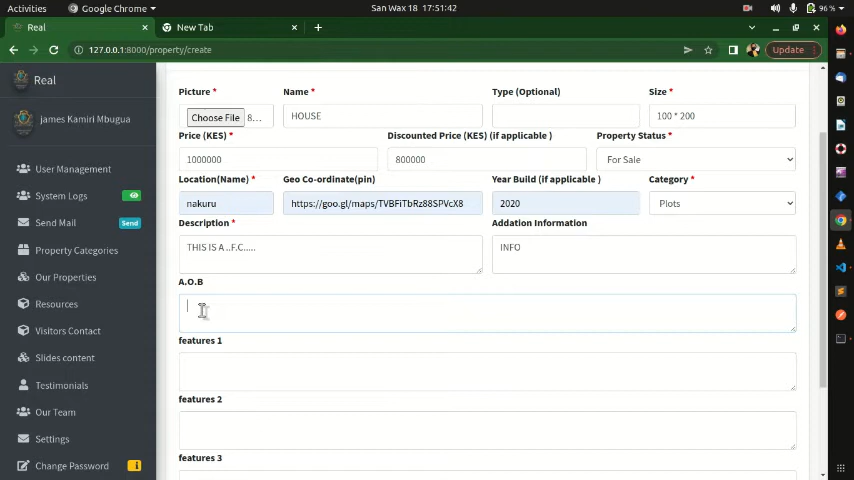 Activities
Google Chrome
San Wax 18 17:51:42
96 %
Real
New Tab
127.0.0.1:8000/property/create
Update
Real
james Kamiri Mbugua
User Management
System Logs
Send Mail
Send
Property Categories
Our Properties
Resources
Visitors Contact
Slides content
Testimonials
Our Team
Settings
Change Password
Picture *
Name *
Type (Optional)
Size *
Choose File 8...
HOUSE
100 * 200
Price (KES) *
Discounted Price (KES) (if applicable )
Property Status *
1000000
800000
For Sale
Location(Name) *
Geo Co-ordinate(pin)
Year Build (if applicable )
Category *
nakuru
https://goo.gl/maps/TVBFiTbRz88SPVcX8
2020
Plots
Description *
Addation Information
THIS IS A ..F.C.....
INFO
A.O.B
features 1
features 2
features 3